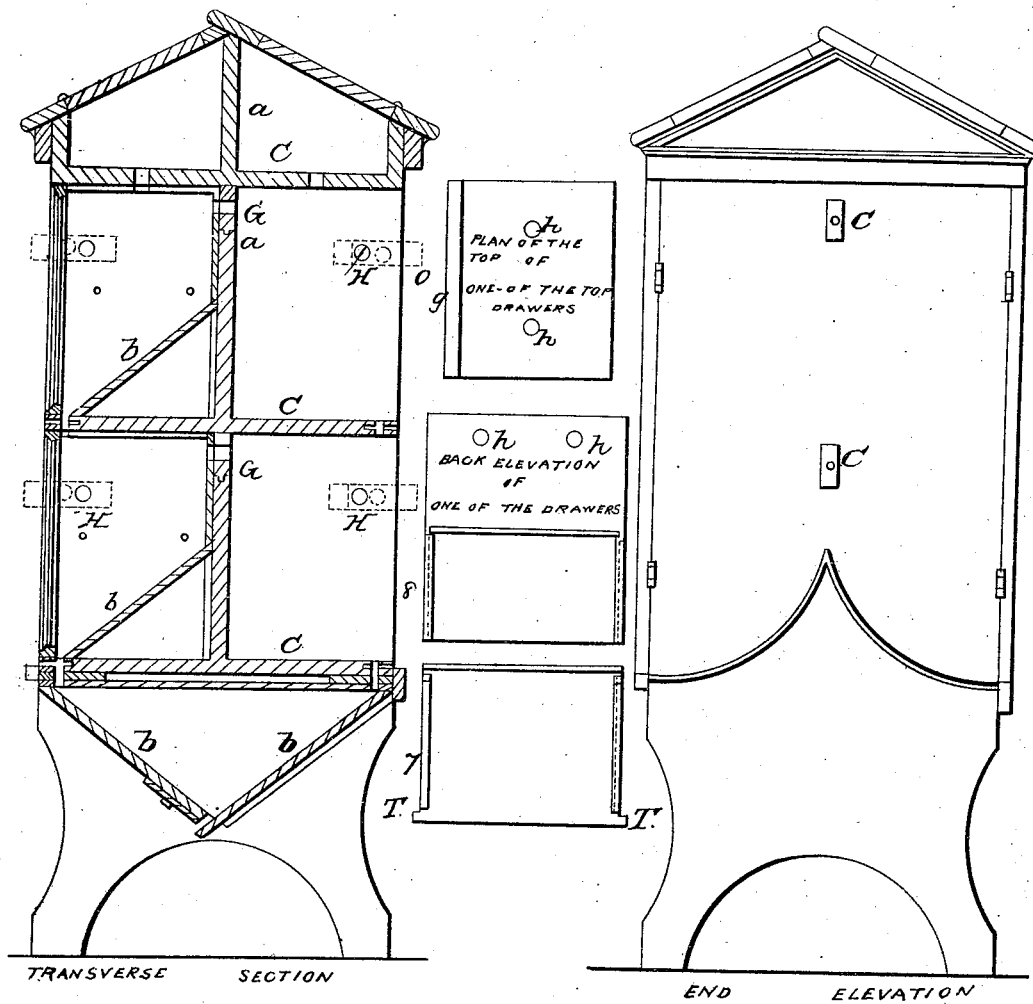 a
C
G
a
H
O
b
C
G
H
H
b
C
b
b
TRANSVERSE SECTION
9
h
PLAN OF THE
TOP OF
ONE OF THE TOP
DRAWERS
h
h h
BACK ELEVATION
OF
ONE OF THE DRAWERS
8
7
T. T.
C
C
END ELEVATION